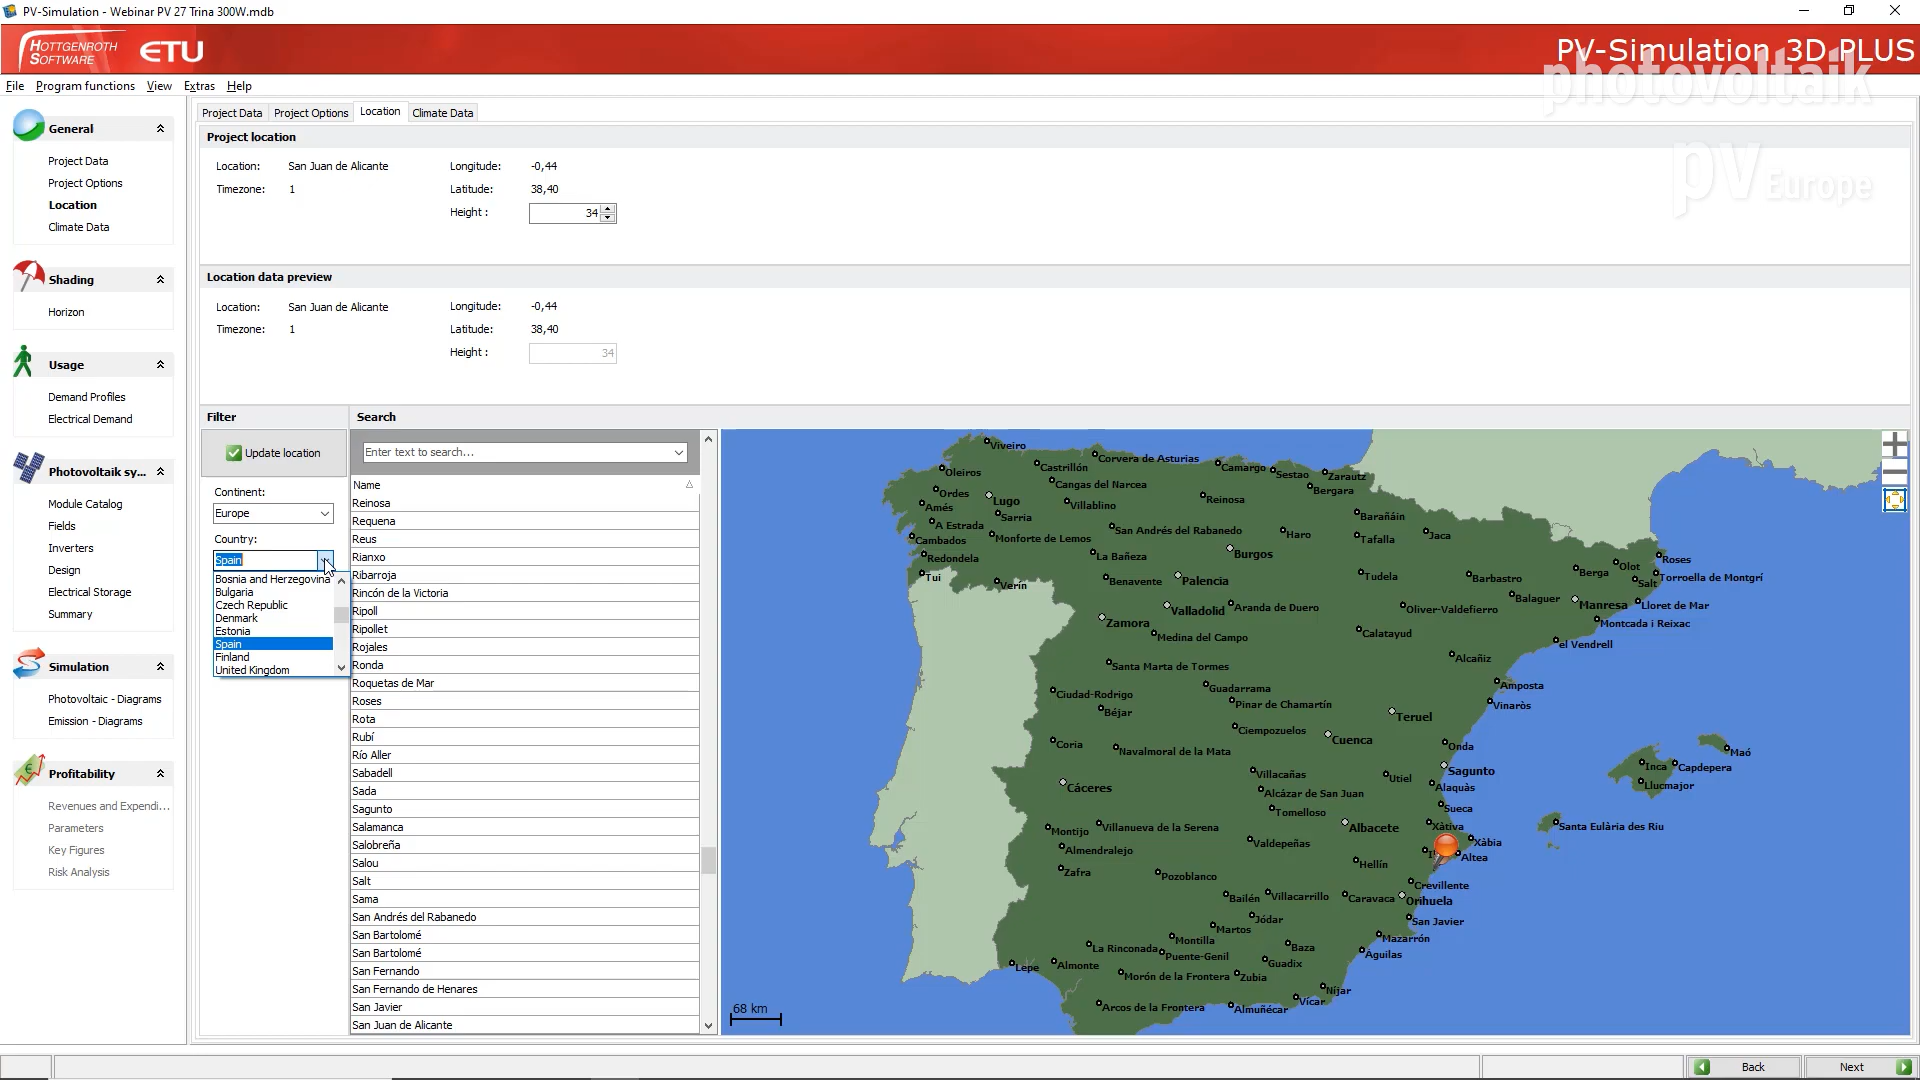 PV-Simulation - Webinar PV 27 Trina 300W.mdb
HOTTGENROTH
SOFTWARE
ETU
PV-Simulation 3D PLUS
photovoltaik
pv Europe
File Program functions View Extras Help
General
Project Data
Project Options
Location
Climate Data
Shading
Horizon
Usage
Demand Profiles
Electrical Demand
Photovoltaik sy...
Module Catalog
Fields
Inverters
Design
Electrical Storage
Summary
Simulation
Photovoltaic - Diagrams
Emission - Diagrams
Profitability
Revenues and Expendi...
Parameters
Key Figures
Risk Analysis
Project Data Project Options Location Climate Data
Project location
Location: San Juan de Alicante Longitude: -0,44
Timezone: 1 Latitude: 38,40
Height : 34
Location data preview
Location: San Juan de Alicante Longitude: -0,44
Timezone: 1 Latitude: 38,40
Height : 34
Filter
Update location
Continent:
Europe
Country:
Spain
Bosnia and Herzegovina
Bulgaria
Czech Republic
Denmark
Estonia
Spain
Finland
United Kingdom
Search
Enter text to search...
Name
Reinosa
Requena
Reus
Rianxo
Ribarroja
Rincón de la Victoria
Ripoll
Ripollet
Rojales
Ronda
Roquetas de Mar
Roses
Rota
Rubí
Río Aller
Sabadell
Sada
Sagunto
Salamanca
Salobreña
Salou
Salt
Sama
San Andrés del Rabanedo
San Bartolomé
San Bartolomé
San Fernando
San Fernando de Henares
San Javier
San Juan de Alicante
Viveiro
Corvera de Asturias
Castrillón
Camargo
Sestao
Zarautz
Oleiros
Cangas del Narcea
Bergara
Ordes
Lugo
Villablino
Reinosa
Amés
Sarria
Barañáin
A Estrada
San Andrés del Rabanedo
Haro
Tafalla
Jaca
Cambados
Monforte de Lemos
Redondela
La Bañeza
Burgos
Roses
Tui
Verín
Benavente
Palencia
Tudela
Barbastro
Berga
Olot
Salt
Torroella de Montgrí
Zamora
Valladolid
Aranda de Duero
Oliver-Valdefierro
Balaguer
Manresa
Lloret de Mar
Montcada i Reixac
Medina del Campo
Calatayud
el Vendrell
Santa Marta de Tormes
Alcañiz
Ciudad-Rodrigo
Guadarrama
Amposta
Béjar
Pinar de Chamartín
Vinaròs
Teruel
Ciempozuelos
Coria
Navalmoral de la Mata
Cuenca
Onda
Maó
Cáceres
Villacañas
Utiel
Sagunto
Inca
Capdepera
Alaquàs
Llucmajor
Alcázar de San Juan
Tomelloso
Sueca
Montijo
Villanueva de la Serena
Albacete
Xàtiva
Santa Eulària des Riu
Almendralejo
Valdepeñas
Xàbia
Altea
Zafra
Pozoblanco
Hellín
Crevillente
Bailén
Villacarrillo
Caravaca
Orihuela
Jódar
San Javier
Martos
La Rinconada
Montilla
Baza
Mazarrón
Puente-Genil
Águilas
Lepe
Almonte
Guadix
Morón de la Frontera
Zubia
Níjar
Arcos de la Frontera
Almuñécar
Vícar
68 km
Back Next